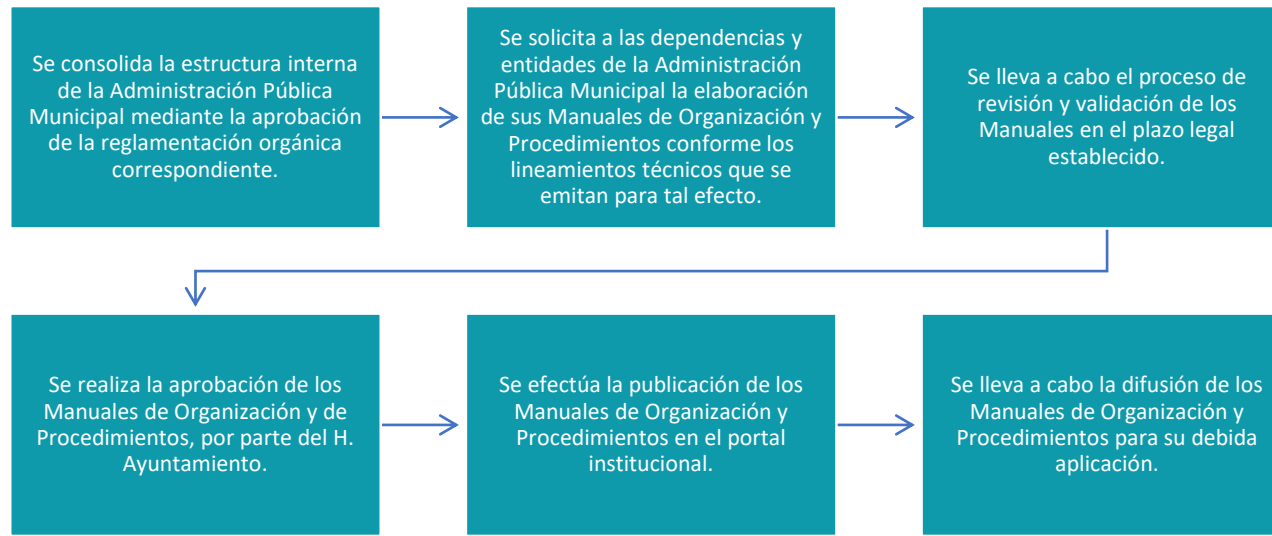 Se consolida la estructura interna
de la Administración Pública
Municipal mediante la aprobación
de la reglamentación orgánica
correspondiente.
Se solicita a las dependencias y
entidades de la Administración
Pública Municipal la elaboración
de sus Manuales de Organización y
Procedimientos conforme los
lineamientos técnicos que se
emitan para tal efecto.
Se lleva a cabo el proceso de
revisión y validación de los
Manuales en el plazo legal
establecido.
Se realiza la aprobación de los
Manuales de Organización y de
Procedimientos, por parte del H.
Ayuntamiento.
Se efectúa la publicación de los
Manuales de Organización y
Procedimientos en el portal
institucional.
Se lleva a cabo la difusión de los
Manuales de Organización y
Procedimientos para su debida
aplicación.